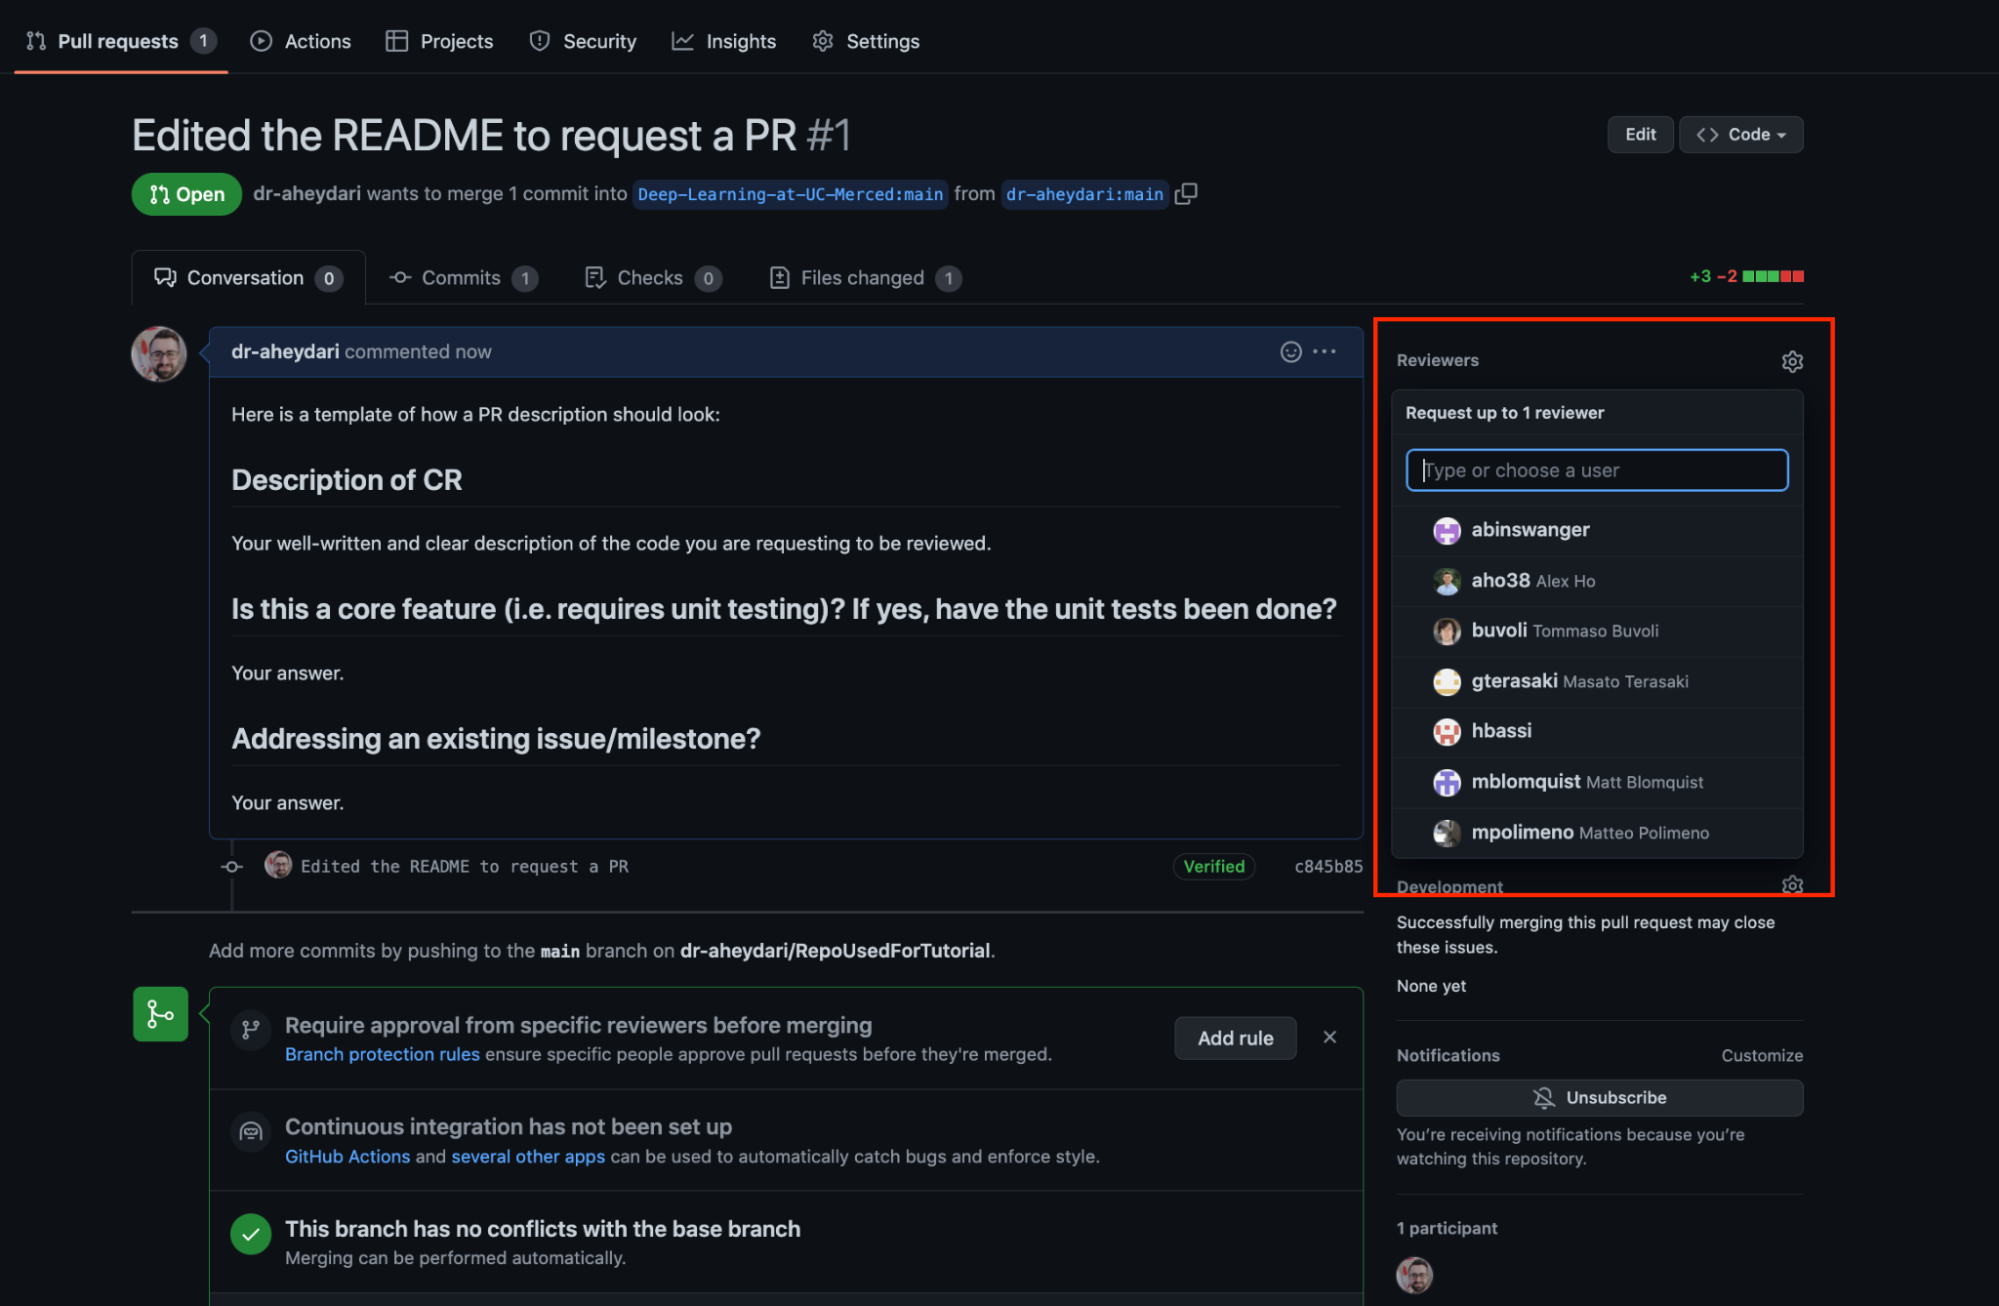 Pull requests 1 Actions Projects Security Insights Settings
Edited the README to request a PR #1
Edit <> Code
Open dr-aheydari wants to merge 1 commit into Deep-Learning-at-UC-Merced:main from dr-aheydari:main
Conversation 0 Commits 1 Checks 0 Files changed 1
+3 −2
dr-aheydari commented now
Here is a template of how a PR description should look:
Description of CR
Your well-written and clear description of the code you are requesting to be reviewed.
Is this a core feature (i.e. requires unit testing)? If yes, have the unit tests been done?
Your answer.
Addressing an existing issue/milestone?
Your answer.
Edited the README to request a PR Verified c845b85
Add more commits by pushing to the main branch on dr-aheydari/RepoUsedForTutorial.
Require approval from specific reviewers before merging
Branch protection rules ensure specific people approve pull requests before they're merged.
Add rule
Continuous integration has not been set up
GitHub Actions and several other apps can be used to automatically catch bugs and enforce style.
This branch has no conflicts with the base branch
Merging can be performed automatically.
Reviewers
Request up to 1 reviewer
Type or choose a user
abinswanger
aho38 Alex Ho
buvoli Tommaso Buvoli
gterasaki Masato Terasaki
hbassi
mblomquist Matt Blomquist
mpolimeno Matteo Polimeno
Development
Successfully merging this pull request may close
these issues.
None yet
Notifications Customize
Unsubscribe
You're receiving notifications because you're
watching this repository.
1 participant